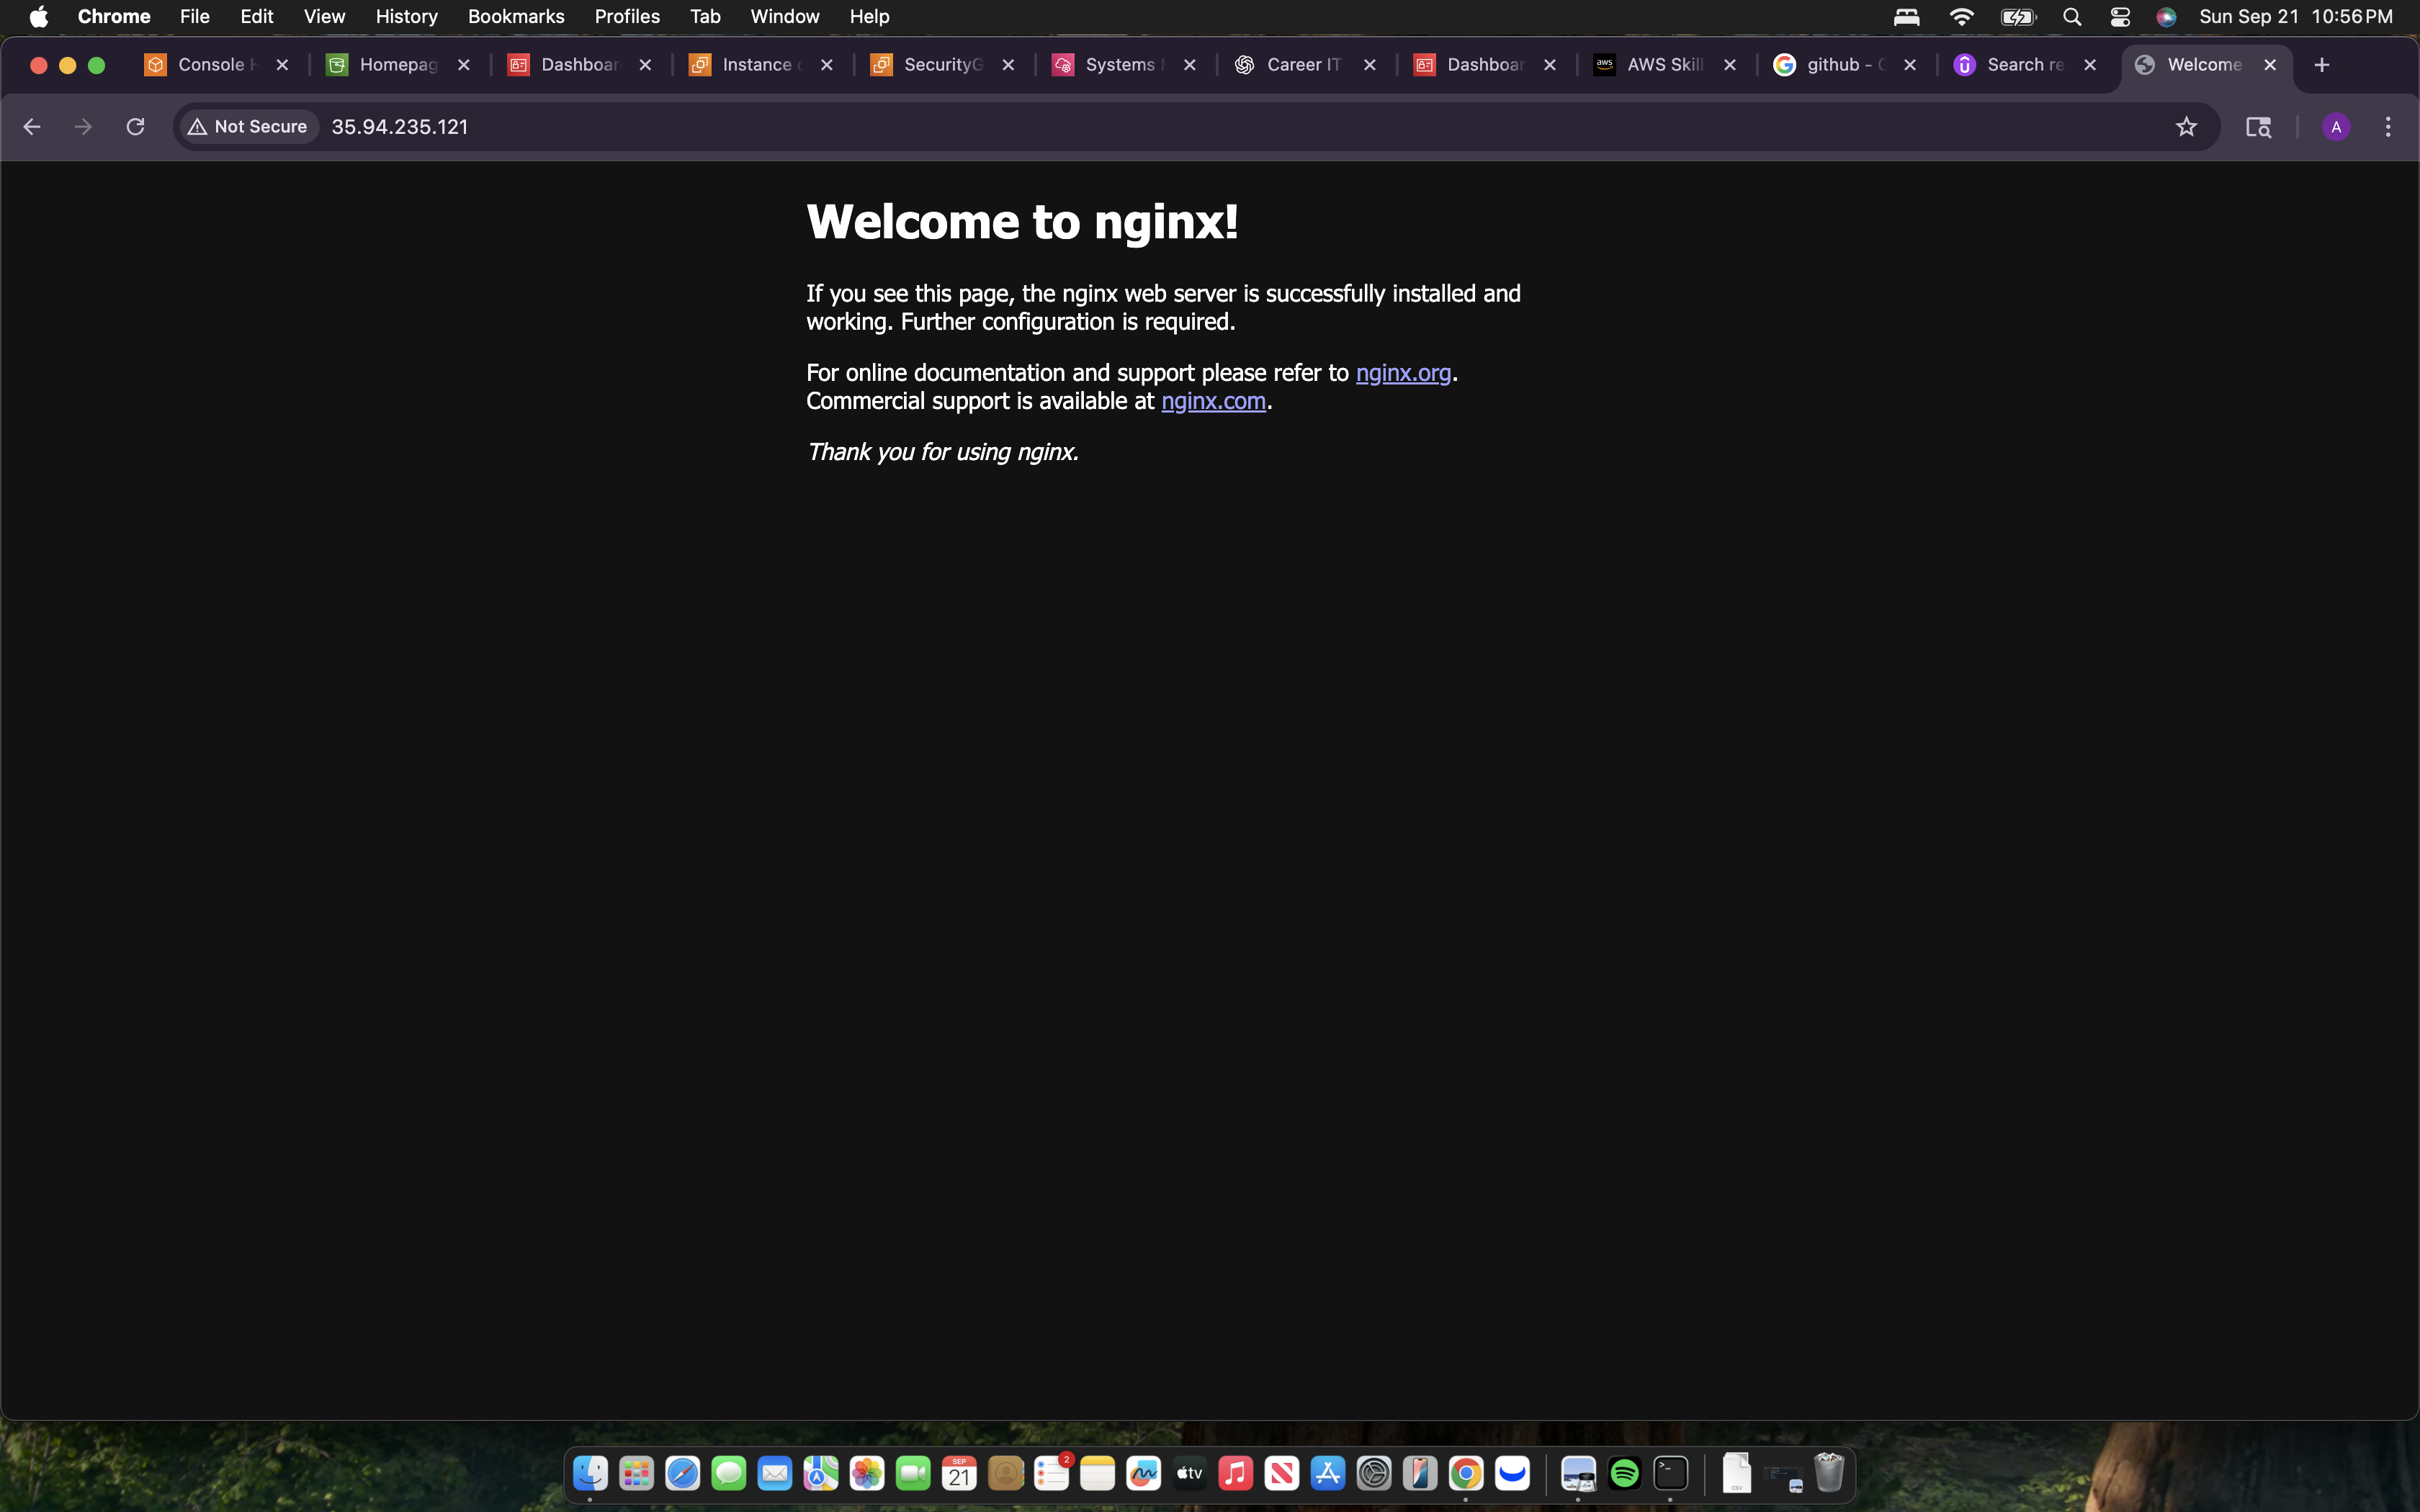 Chrome File Edit View History Bookmarks Profiles Tab Window Help Sun Sep 21 10:56 PM
Console Homepag Dashboar Instance SecurityG Systems Career IT Dashboar AWS Skill github - Search re Welcome
Not Secure 35.94.235.121 A
Welcome to nginx!
If you see this page, the nginx web server is successfully installed and
working. Further configuration is required.
For online documentation and support please refer to nginx.org.
Commercial support is available at nginx.com.
Thank you for using nginx.
SEP
21
2
tv
CSV